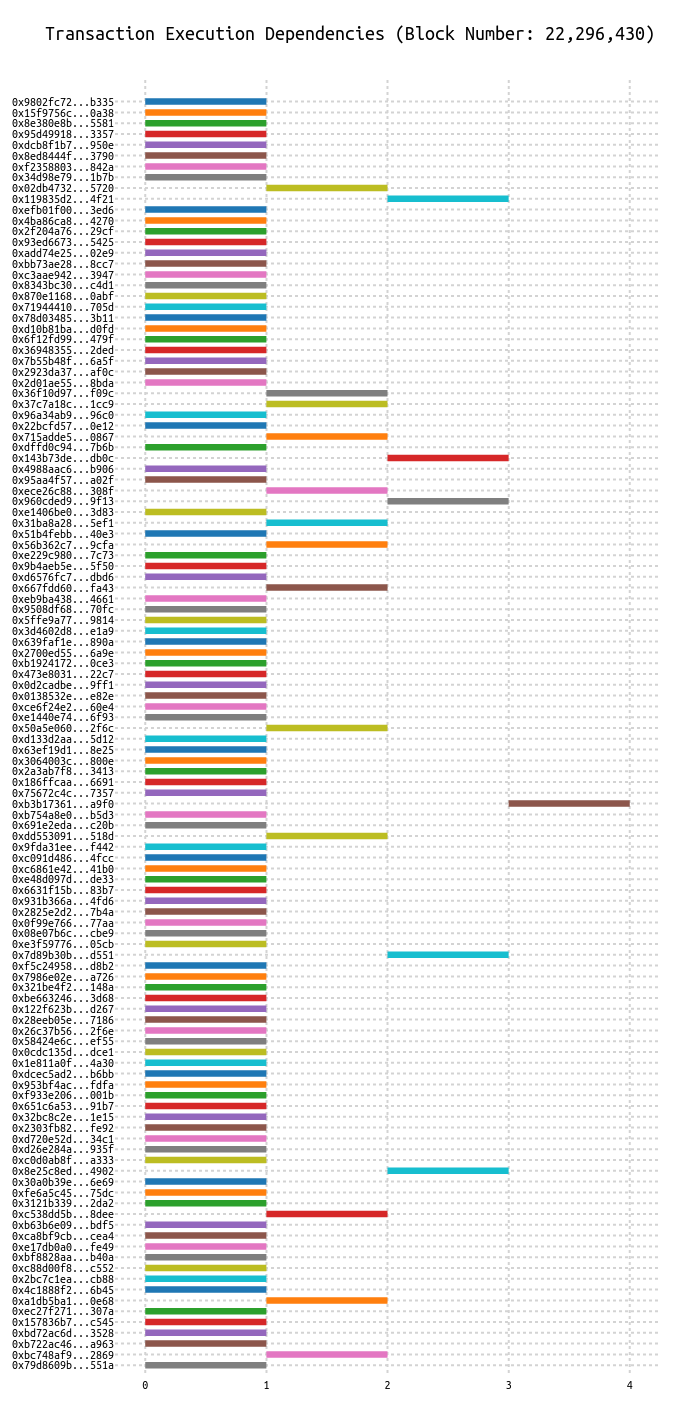 Transaction Execution Dependencies (Block Number: 22,296,430)
0x9802fc72...b335
0x15f9756c...0a38
0x8e380e8b...5581
0x95d49918...3357
0xdcb8f1b7...950e
0x8ed8444f...3790
0xf2358803...842a
0x34d98e79...1b7b
0x02db4732...5720
0x119835d2...4f21
0xefb01f00...3ed6
0x4ba86ca8...4270
0x2f204a76...29cf
0x93ed6673...5425
0xadd74e25...02e9
0xbb73ae28...8cc7
0xc3aae942...3947
0x8343bc30...c4d1
0x870e1168...0abf
0x71944410...705d
0x78d03485...3b11
0xd10b81ba...d0fd
0x6f12fd99...479f
0x36948355...2ded
0x7b55b48f...6a5f
0x2923da37...af0c
0x2d01ae55...8bda
0x36f10d97...f09c
0x37c7a18c...1cc9
0x96a34ab9...96c0
0x22bcfd57...0e12
0x715adde5...0867
0xdffd0c94...7b6b
0x143b73de...db0c
0x4988aac6...b906
0x95aa4f57...a02f
0xece26c88...308f
0x960cded9...9f13
0xe1406be0...3d83
0x31ba8a28...5ef1
0x51b4febb...40e3
0x56b362c7...9cfa
0xe229c980...7c73
0x9b4aeb5e...5f50
0xd6576fc7...dbd6
0x667fdd60...fa43
0xeb9ba438...4661
0x9508df68...70fc
0x5ffe9a77...9814
0x3d4602d8...e1a9
0x639faf1e...890a
0x2700ed55...6a9e
0xb1924172...0ce3
0x473e8031...22c7
0x0d2cadbe...9ff1
0x0138532e...e82e
0xce6f24e2...60e4
0xe1440e74...6f93
0x50a5e060...2f6c
0xd133d2aa...5d12
0x63ef19d1...8e25
0x3064003c...800e
0x2a3ab7f8...3413
0x186ffcaa...6691
0x75672c4c...7357
0xb3b17361...a9f0
0xb754a8e0...b5d3
0x691e2eda...c20b
0xdd553091...518d
0x9fda31ee...f442
0xc091d486...4fcc
0xc6861e42...41b0
0xe48d097d...de33
0x6631f15b...83b7
0x931b366a...4fd6
0x2825e2d2...7b4a
0x0f99e766...77aa
0x08e07b6c...cbe9
0xe3f59776...05cb
0x7d89b30b...d551
0xf5c24958...d8b2
0x7986e02e...a726
0x321be4f2...148a
0xbe663246...3d68
0x122f623b...d267
0x28eeb05e...7186
0x26c37b56...2f6e
0x58424e6c...ef55
0x0cdc135d...dce1
0x1e811a0f...4a30
0xdcec5ad2...b6bb
0x953bf4ac...fdfa
0xf933e206...001b
0x651c6a53...91b7
0x32bc8c2e...1e15
0x2303fb82...fe92
0xd720e52d...34c1
0xd26e284a...935f
0xc0d0ab8f...a333
0x8e25c8ed...4902
0x30a0b39e...6e69
0xfe6a5c45...75dc
0x3121b339...2da2
0xc538dd5b...8dee
0xb63b6e09...bdf5
0xca8bf9cb...cea4
0xe17db0a0...fe49
0xbf8828aa...b40a
0xc88d00f8...c552
0x2bc7c1ea...cb88
0x4c1888f2...6b45
0xa1db5ba1...0e68
0xec27f271...307a
0x157836b7...c545
0xbd72ac6d...3528
0xb722ac46...a963
0xbc748af9...2869
0x79d8609b...551a
0 1 2 3 4